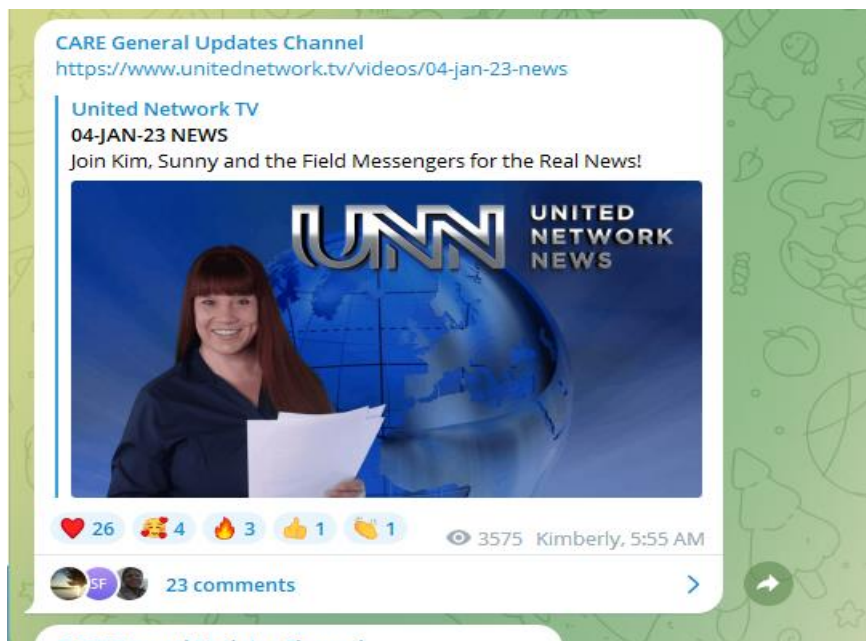 CARE General Updates Channel
https://www.unitednetwork.tv/videos/04-jan-23-news
United Network TV
04-JAN-23 NEWS
Join Kim, Sunny and the Field Messengers for the Real News!
UNN UNITED
NETWORK
NEWS
26 4 3 1 1 3575 Kimberly, 5:55 AM
SF 23 comments